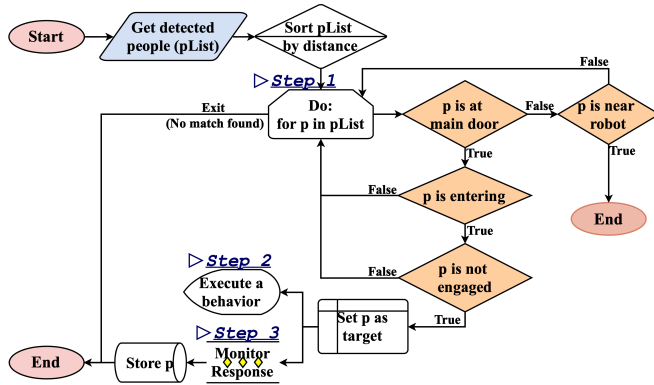 Start
Get detected
people (pList)
Sort pList
by distance
Step 1
Do:
for p in pList
Exit
(No match found)
p is at
main door
False
p is near
robot
False
True
True
End
p is entering
False
True
p is not
engaged
False
True
Set p as
target
Step 2
Execute a
behavior
Step 3
Monitor
Response
Store p
End